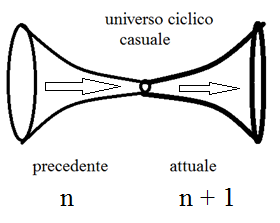 universo ciclico
casuale
precedente
attuale
n
n + 1